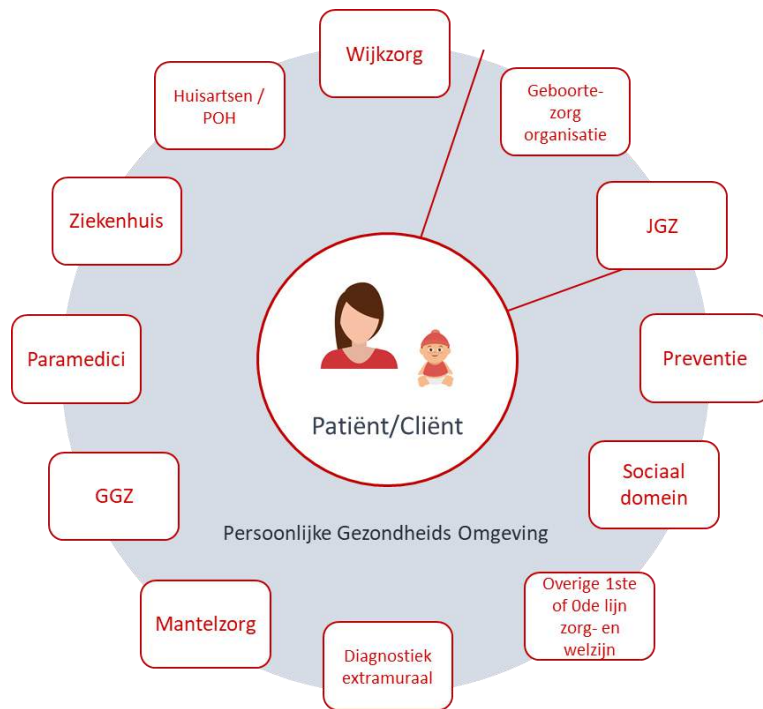 Wijkzorg
Geboorte-
zorg
organisatie
JGZ
Preventie
Sociaal
domein
Overige 1ste
of 0de lijn
zorg- en
welzijn
Diagnostiek
extramuraal
Mantelzorg
GGZ
Paramedici
Ziekenhuis
Huisartsen /
POH
Patiënt/Cliënt
Persoonlijke Gezondheids Omgeving